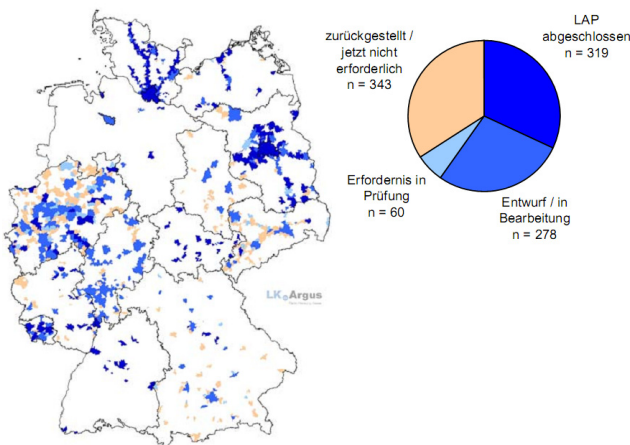 zurückgestellt /
jetzt nicht
erforderlich
n = 343
LAP
abgeschlossen
n = 319
Erfordernis in
Prüfung
n = 60
Entwurf / in
Bearbeitung
n = 278
LK Argus